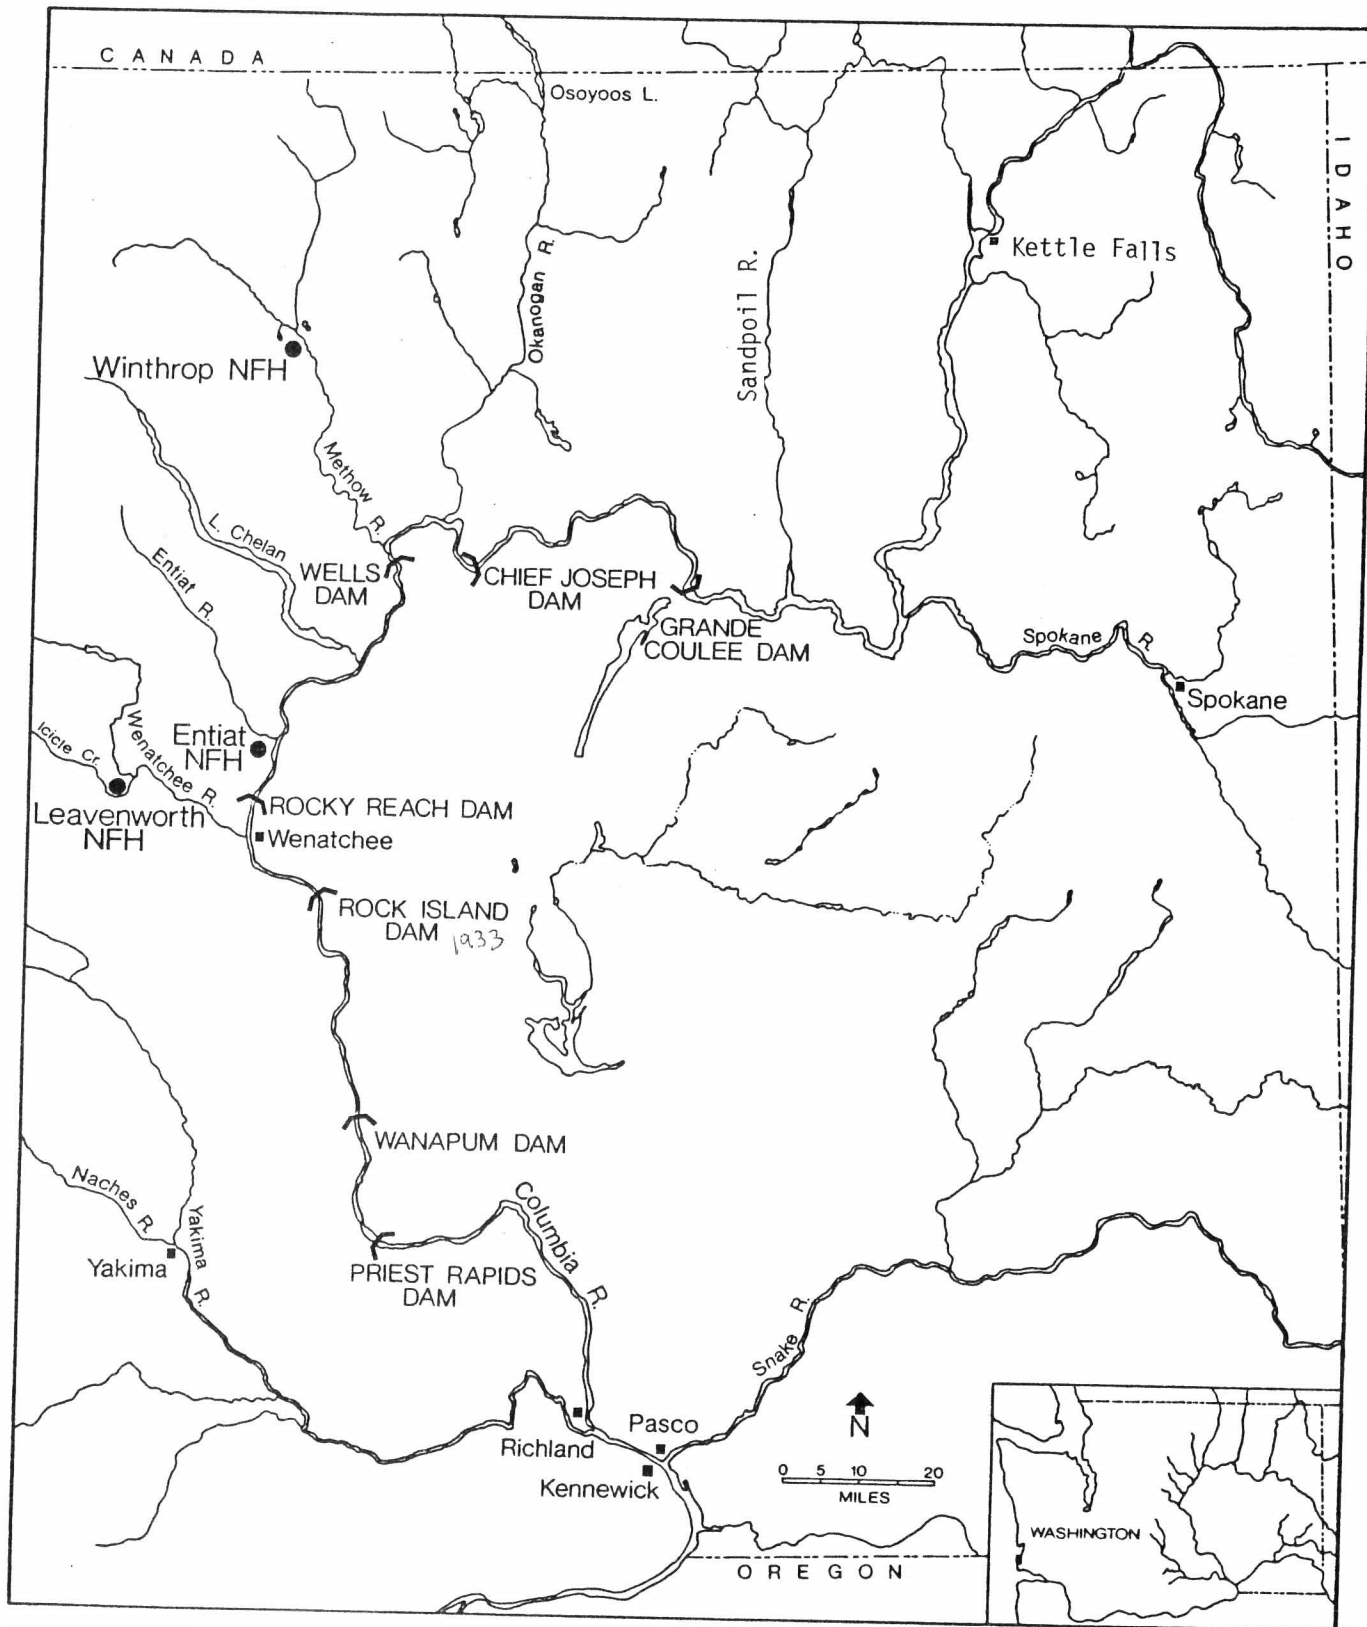 CANADA
Osoyoos L.
IDAHO
Okanogan R.
Sandpoil R.
Kettle Falls
Winthrop NFH
Methow R.
L. Chelan
Entiat R.
WELLS
DAM
CHIEF JOSEPH
DAM
GRANDE
COULEE DAM
Spokane R.
Spokane
Icicle Cr.
Wenatchee R.
Entiat
NFH
Leavenworth
NFH
ROCKY REACH DAM
Wenatchee
ROCK ISLAND
DAM 1933
WANAPUM DAM
Naches R.
Yakima R.
Yakima
Columbia R.
PRIEST RAPIDS
DAM
Snake R.
N
Richland
Pasco
Kennewick
0 5 10 20
MILES
OREGON
WASHINGTON